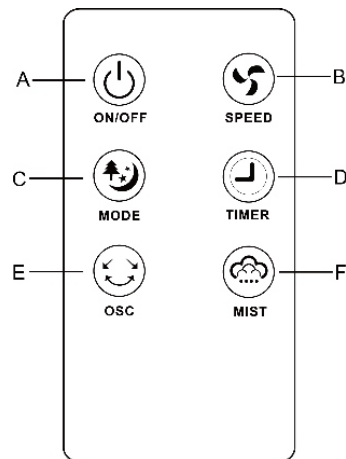 A B
ON/OFF SPEED
C D
MODE TIMER
E F
OSC MIST